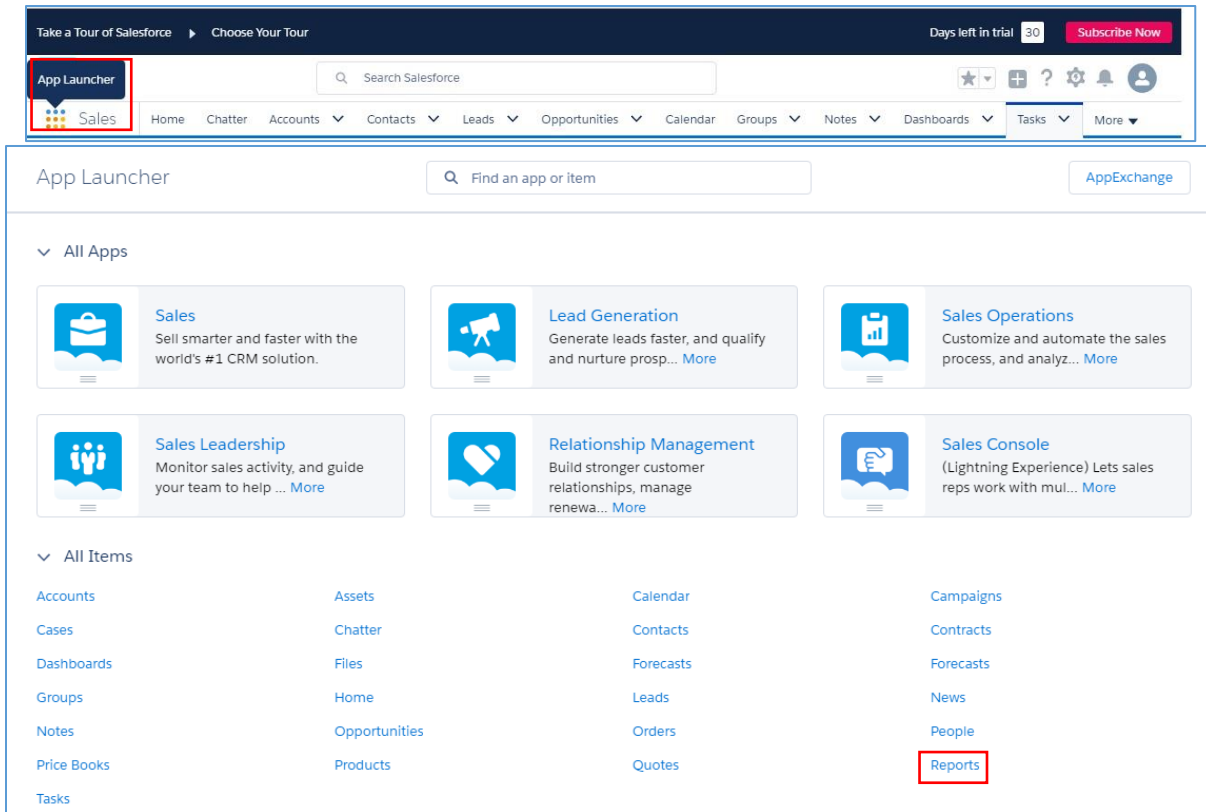 Take a Tour of Salesforce Choose Your Tour Days left in trial 30 Subscribe Now
App Launcher Search Salesforce
Sales Home Chatter Accounts Contacts Leads Opportunities Calendar Groups Notes Dashboards Tasks More
App Launcher Find an app or item AppExchange
All Apps
Sales
Sell smarter and faster with the
world's #1 CRM solution.
Lead Generation
Generate leads faster, and qualify
and nurture prosp... More
Sales Operations
Customize and automate the sales
process, and analyz... More
Sales Leadership
Monitor sales activity, and guide
your team to help ... More
Relationship Management
Build stronger customer
relationships, manage
renewa... More
Sales Console
(Lightning Experience) Lets sales
reps work with mul... More
All Items
Accounts Assets Calendar Campaigns
Cases Chatter Contacts Contracts
Dashboards Files Forecasts Forecasts
Groups Home Leads News
Notes Opportunities Orders People
Price Books Products Quotes Reports
Tasks